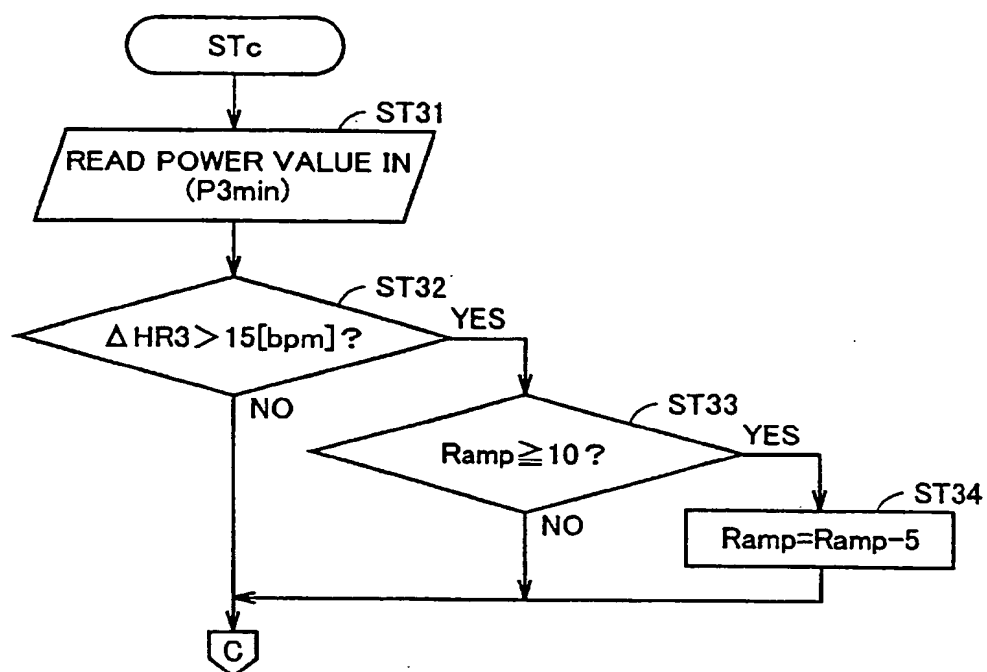 STc
ST31
READ POWER VALUE IN
(P3min)
ST32
ΔHR3>15[bpm]?
YES
NO
ST33
Ramp≧10?
YES
NO
ST34
Ramp=Ramp-5
C